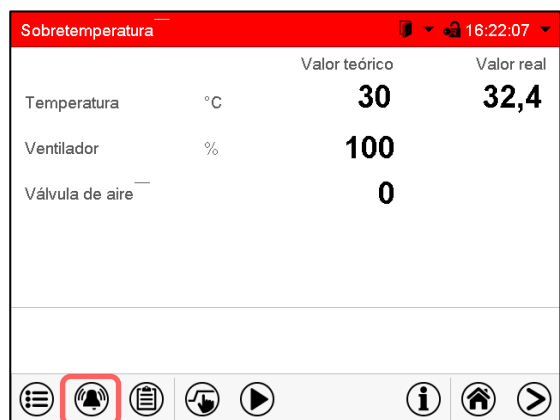 Sobretemperatura 16:22:07
Valor teórico Valor real
Temperatura °C 30 32,4
Ventilador % 100
Válvula de aire 0